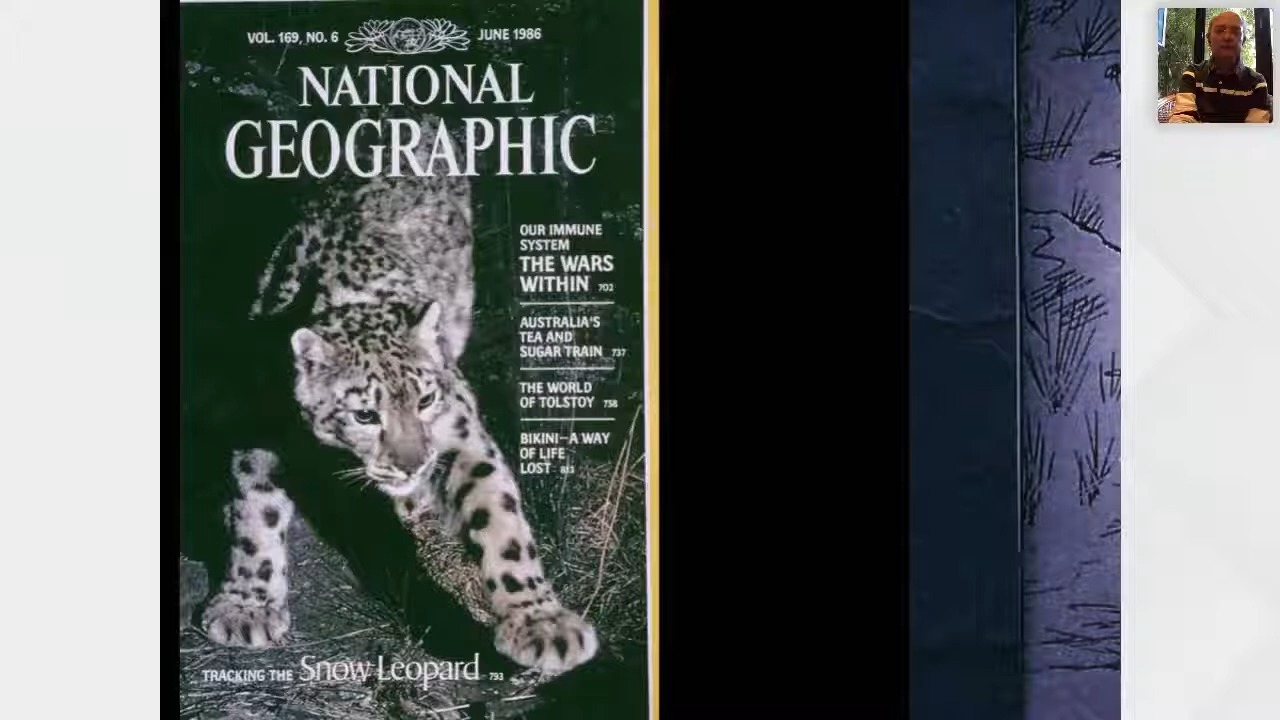 VOL. 169, NO. 6 JUNE 1986
NATIONAL
GEOGRAPHIC
OUR IMMUNE
SYSTEM
THE WARS
WITHIN 702
AUSTRALIA'S
TEA AND
SUGAR TRAIN 737
THE WORLD
OF TOLSTOY 758
BIKINI—A WAY
OF LIFE
LOST 813
TRACKING THE Snow Leopard 793